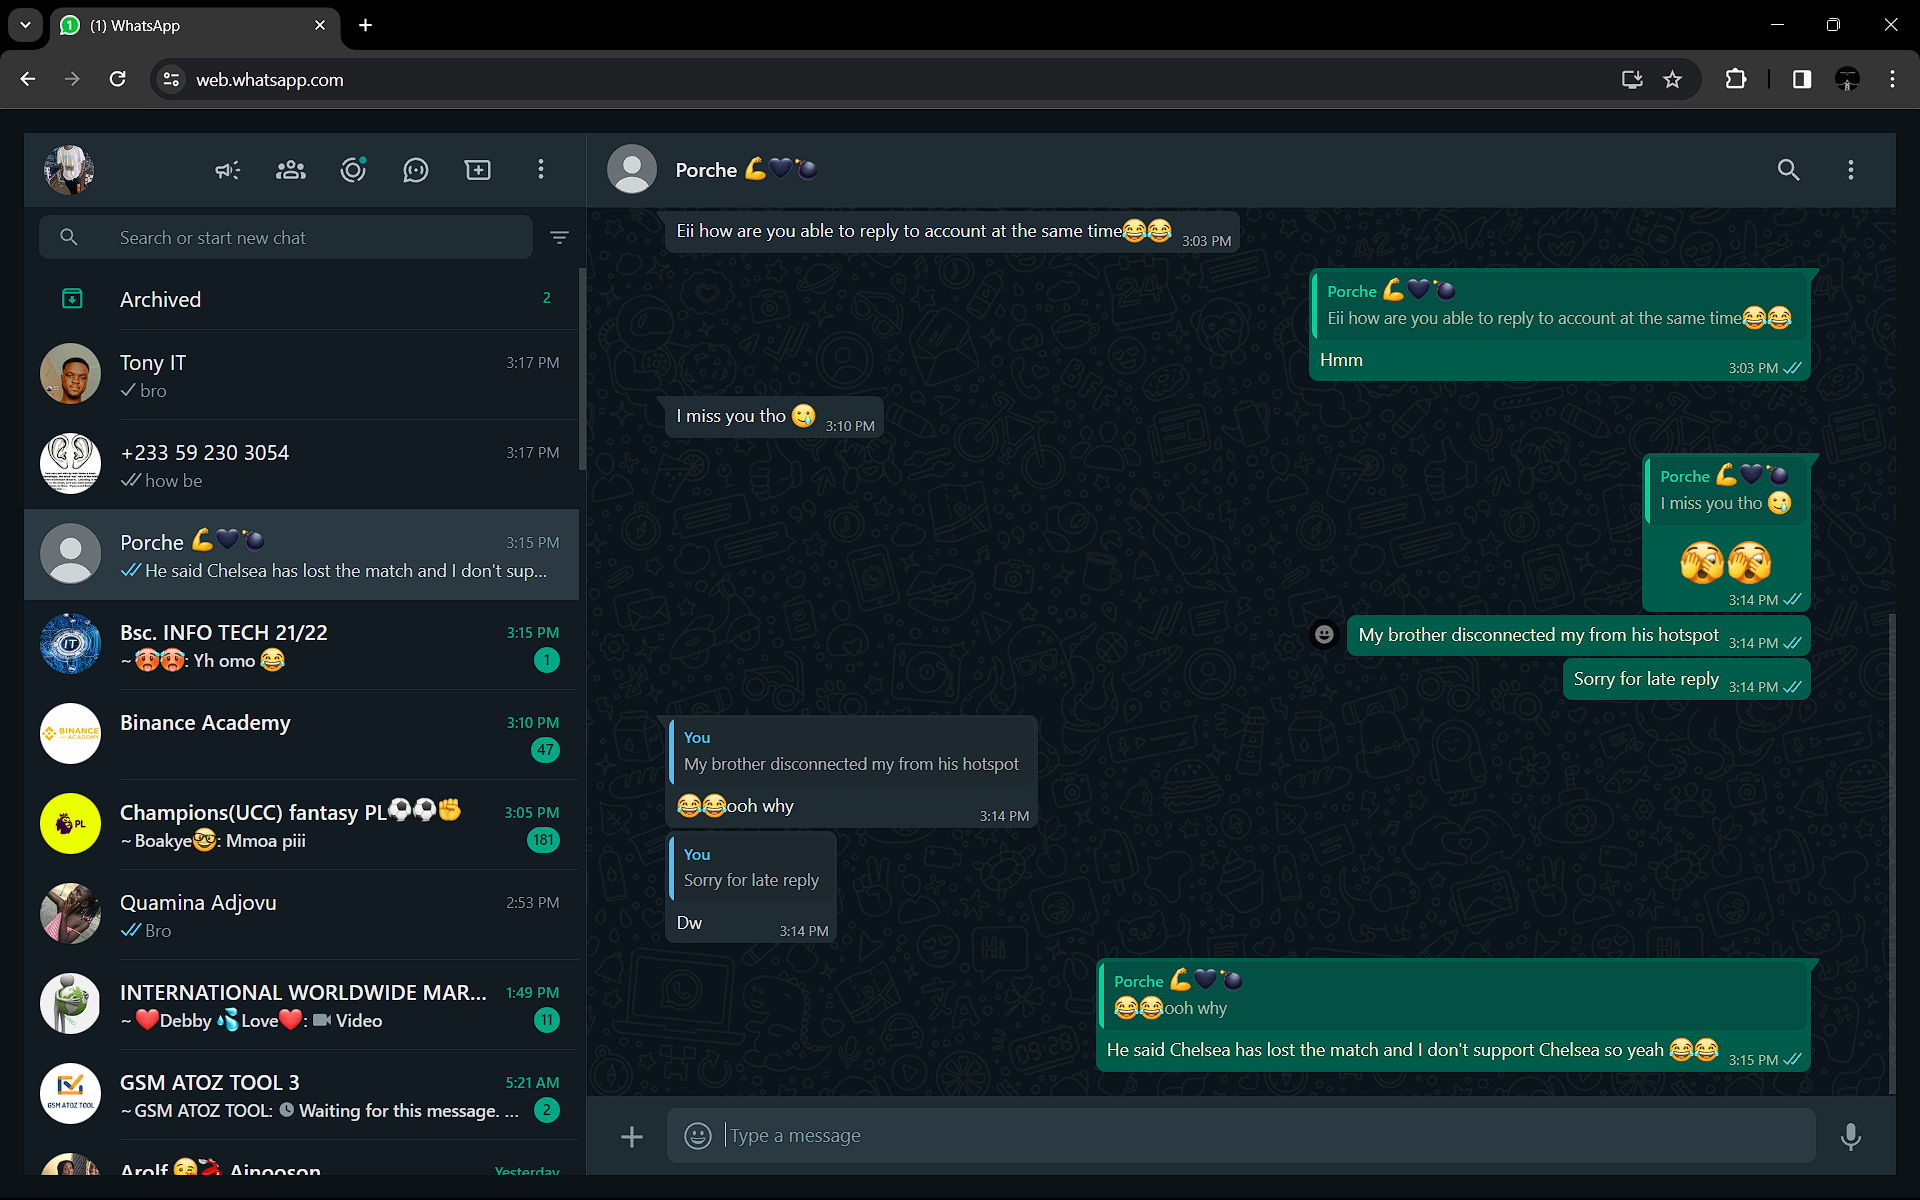 (1) WhatsApp
web.whatsapp.com
Search or start new chat
Archived
2
Tony IT
3:17 PM
bro
+233 59 230 3054
3:17 PM
how be
Porche 💪🖤💣
3:15 PM
He said Chelsea has lost the match and I don't sup...
Bsc. INFO TECH 21/22
3:15 PM
~🥵🥵: Yh omo 😂
1
BINANCE
ACADEMY
Binance Academy
3:10 PM
47
PL
Champions(UCC) fantasy PL⚽⚽✊
3:05 PM
~Boakye🤓: Mmoa piii
181
Quamina Adjovu
2:53 PM
Bro
INTERNATIONAL WORLDWIDE MAR...
1:49 PM
~❤️Debby 💦Love❤️: Video
11
GSM ATOZ TOOL
GSM ATOZ TOOL 3
5:21 AM
~GSM ATOZ TOOL: Waiting for this message. ...
2
Arolf 😘💃 Ainooson
Yesterday
Porche 💪🖤💣
Eii how are you able to reply to account at the same time😂😂
3:03 PM
Porche 💪🖤💣
Eii how are you able to reply to account at the same time😂😂
Hmm
3:03 PM
I miss you tho 🥲
3:10 PM
Porche 💪🖤💣
I miss you tho 🥲
🫣🫣
3:14 PM
My brother disconnected my from his hotspot
3:14 PM
Sorry for late reply
3:14 PM
You
My brother disconnected my from his hotspot
😂😂ooh why
3:14 PM
You
Sorry for late reply
Dw
3:14 PM
Porche 💪🖤💣
😂😂ooh why
He said Chelsea has lost the match and I don't support Chelsea so yeah 😂😂
3:15 PM
Type a message